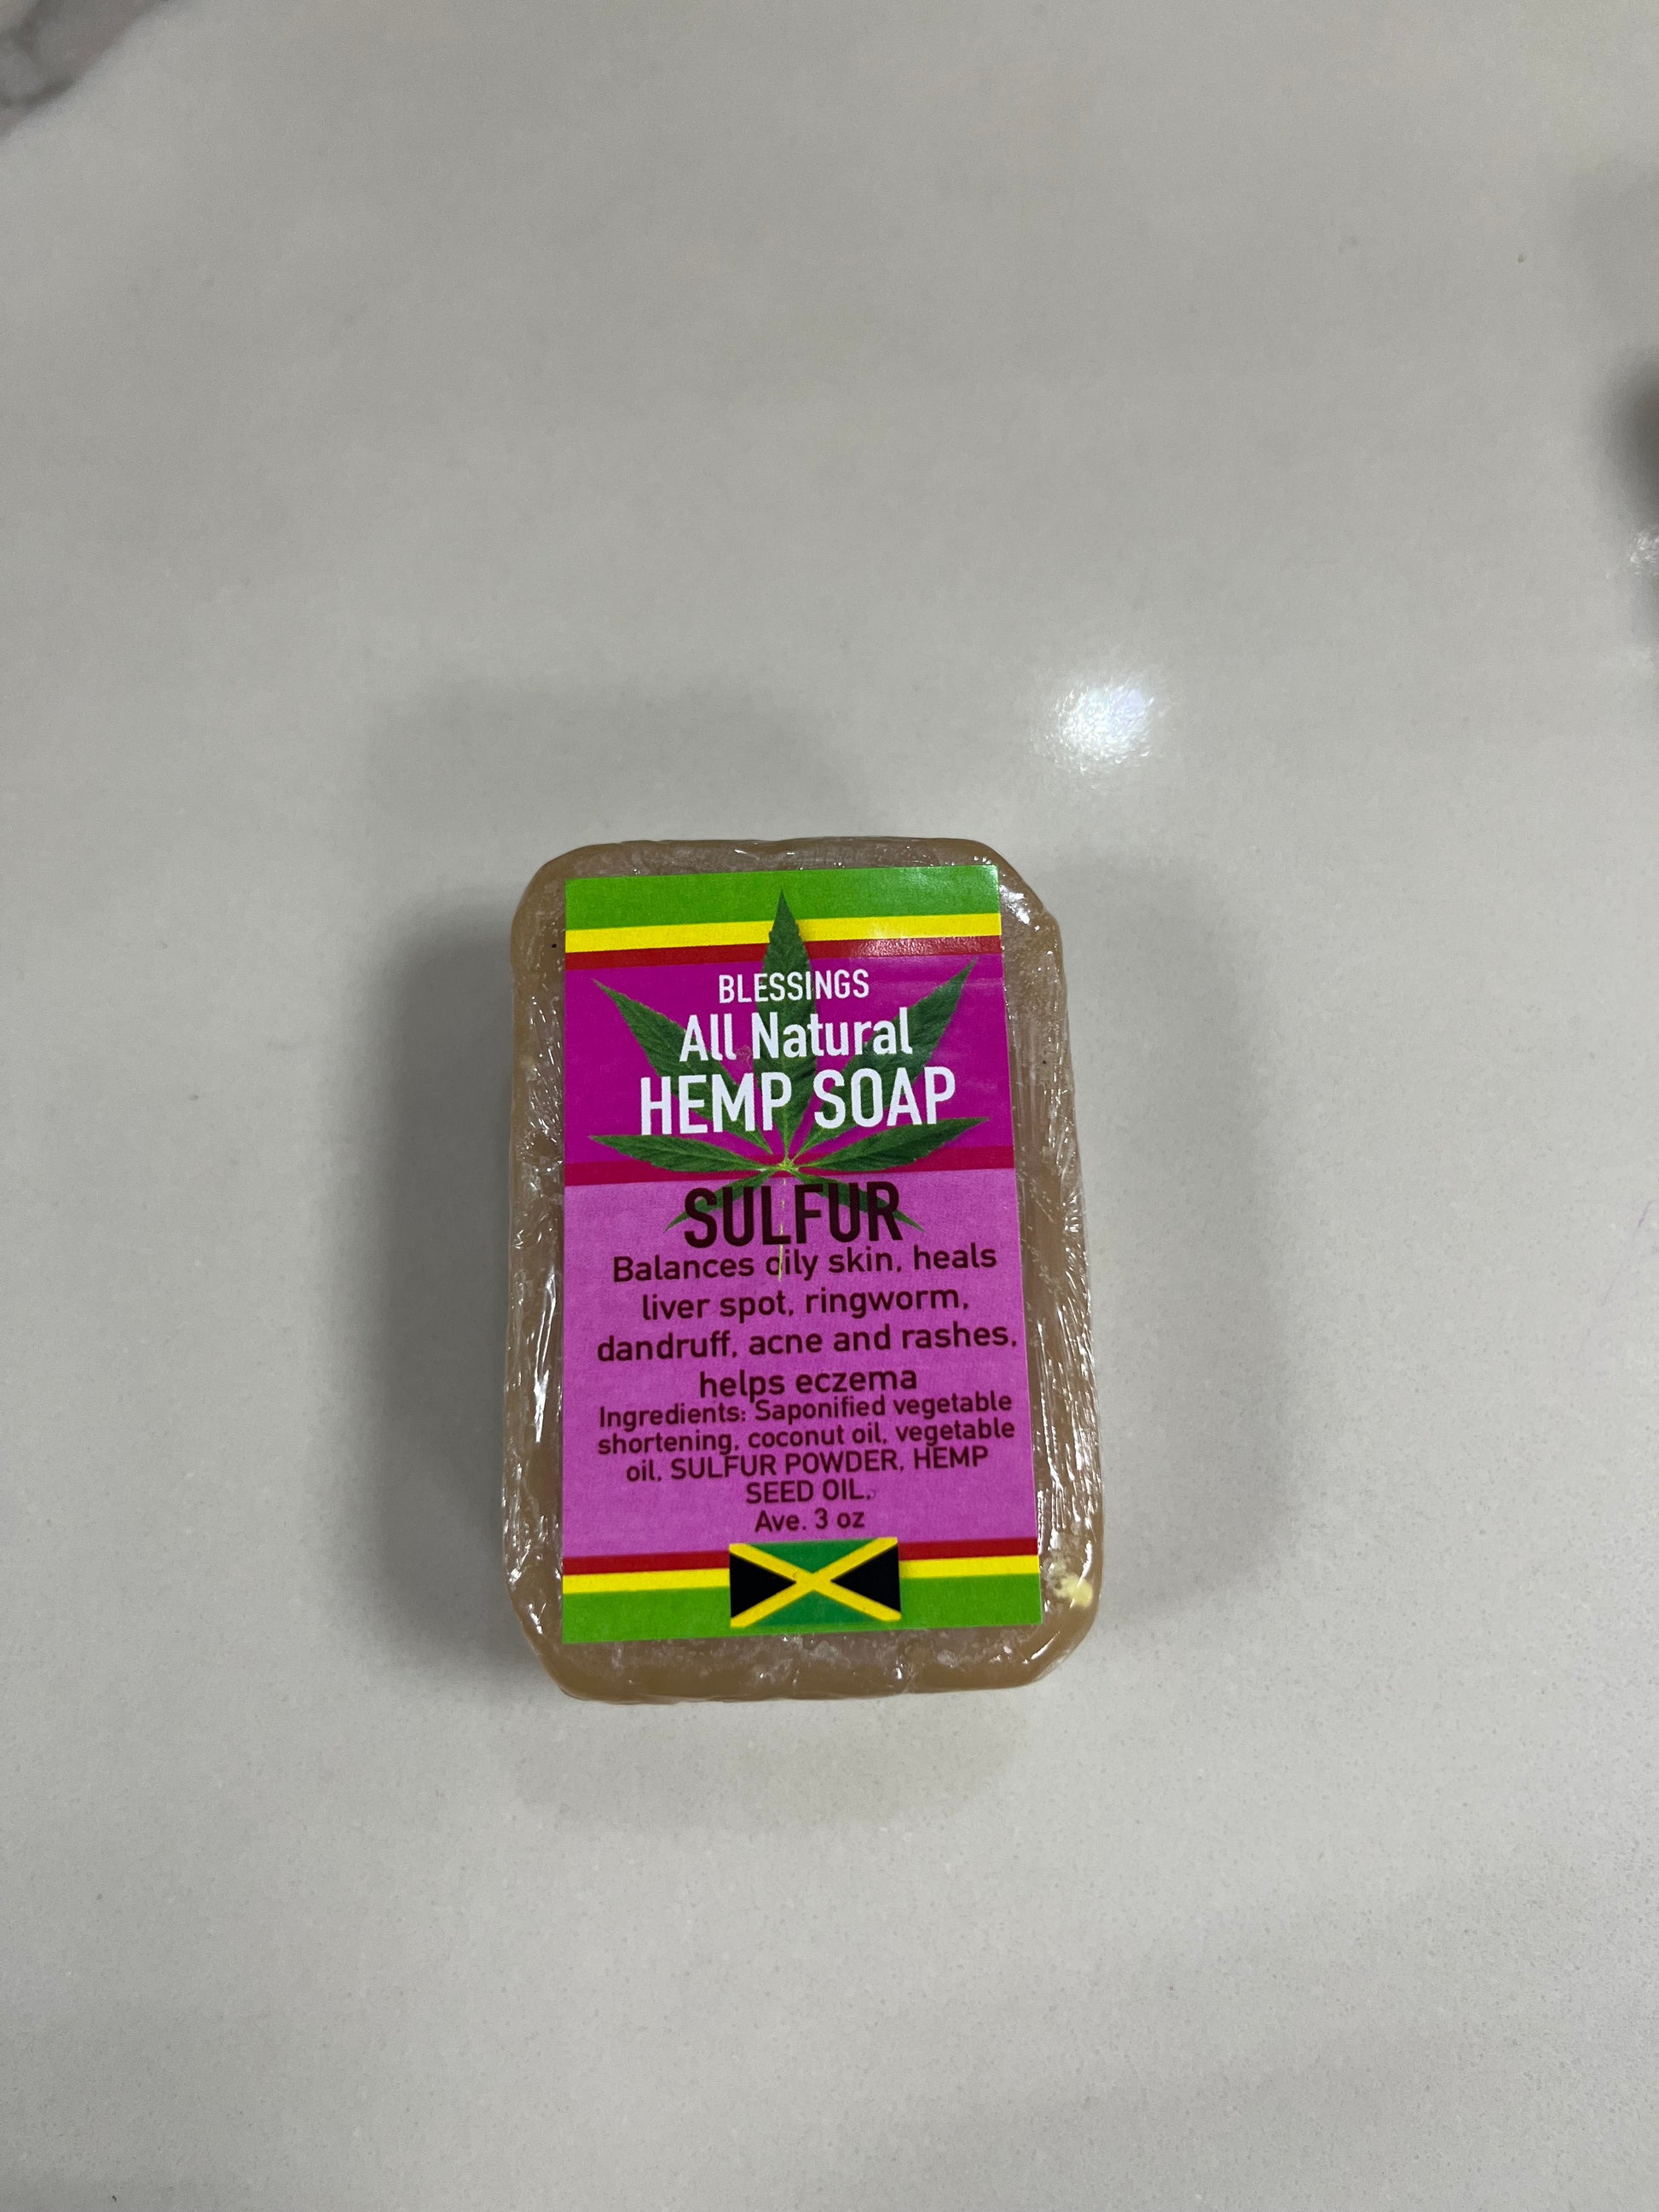 BLESSINGS
All Natural
HEMP SOAP
SULFUR
Balances oily skin, heals
liver spot, ringworm,
dandruff, acne and rashes,
helps eczema
Ingredients: Saponified vegetable
shortening, coconut oil, vegetable
oil, SULFUR POWDER, HEMP
SEED OIL.
Ave. 3 oz